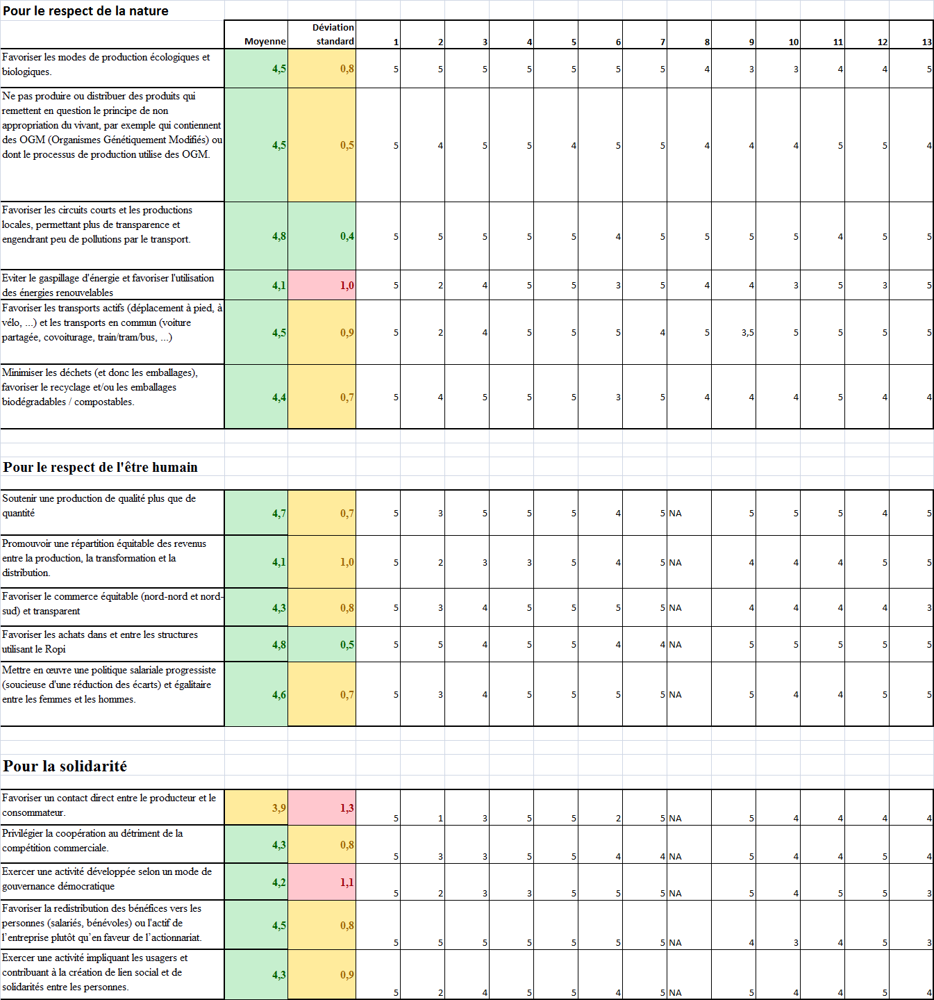 Pour le respect de la nature
Moyenne Déviation standard 1 2 3 4 5 6 7 8 9 10 11 12 13
Favoriser les modes de production écologiques et
biologiques.
4,5 0,8 5 5 5 5 5 5 5 4 3 3 4 4 5
Ne pas produire ou distribuer des produits qui
remettent en question le principe de non
appropriation du vivant, par exemple qui contiennent
des OGM (Organismes Génétiquement Modifiés) ou
dont le processus de production utilise des OGM.
4,5 0,5 5 4 5 5 4 5 5 4 4 4 5 5 4
Favoriser les circuits courts et les productions
locales, permettant plus de transparence et
engendrant peu de pollutions par le transport.
4,8 0,4 5 5 5 5 5 4 5 5 5 5 4 5 5
Eviter le gaspillage d'énergie et favoriser l'utilisation
des énergies renouvelables
4,1 1,0 5 2 4 5 5 3 5 4 4 3 5 3 5
Favoriser les transports actifs (déplacement à pied, à
vélo, ...) et les transports en commun (voiture
partagée, covoiturage, train/tram/bus, ...)
4,5 0,9 5 2 4 5 5 5 4 5 3,5 5 5 5 5
Minimiser les déchets (et donc les emballages),
favoriser le recyclage et/ou les emballages
biodégradables / compostables.
4,4 0,7 5 4 5 5 5 3 5 4 4 4 5 4 4
Pour le respect de l'être humain
Soutenir une production de qualité plus que de
quantité
4,7 0,7 5 3 5 5 5 4 5 NA 5 5 5 4 5
Promouvoir une répartition équitable des revenus
entre la production, la transformation et la
distribution.
4,1 1,0 5 2 3 3 5 4 5 NA 4 4 4 5 5
Favoriser le commerce équitable (nord-nord et nord-
sud) et transparent
4,3 0,8 5 3 4 5 5 5 5 NA 4 4 4 4 3
Favoriser les achats dans et entre les structures
utilisant le Ropi
4,8 0,5 5 5 4 5 5 4 4 NA 5 5 5 5 5
Mettre en œuvre une politique salariale progressiste
(soucieuse d'une réduction des écarts) et égalitaire
entre les femmes et les hommes.
4,6 0,7 5 3 4 5 5 5 5 NA 5 4 4 5 5
Pour la solidarité
Favoriser un contact direct entre le producteur et le
consommateur.
3,9 1,3 5 1 3 5 5 2 5 NA 5 4 4 4 4
Privilégier la coopération au détriment de la
compétition commerciale.
4,3 0,8 5 3 3 5 5 4 4 NA 5 4 4 5 4
Exercer une activité développée selon un mode de
gouvernance démocratique
4,2 1,1 5 2 3 3 5 5 5 NA 5 4 5 5 3
Favoriser la redistribution des bénéfices vers les
personnes (salariés, bénévoles) ou l'actif de
l’entreprise plutôt qu’en faveur de l’actionnariat.
4,5 0,8 5 5 5 5 5 5 5 NA 4 3 4 5 3
Exercer une activité impliquant les usagers et
contribuant à la création de lien social et de
solidarités entre les personnes.
4,3 0,9 5 2 4 5 5 4 5 NA 5 4 4 5 4